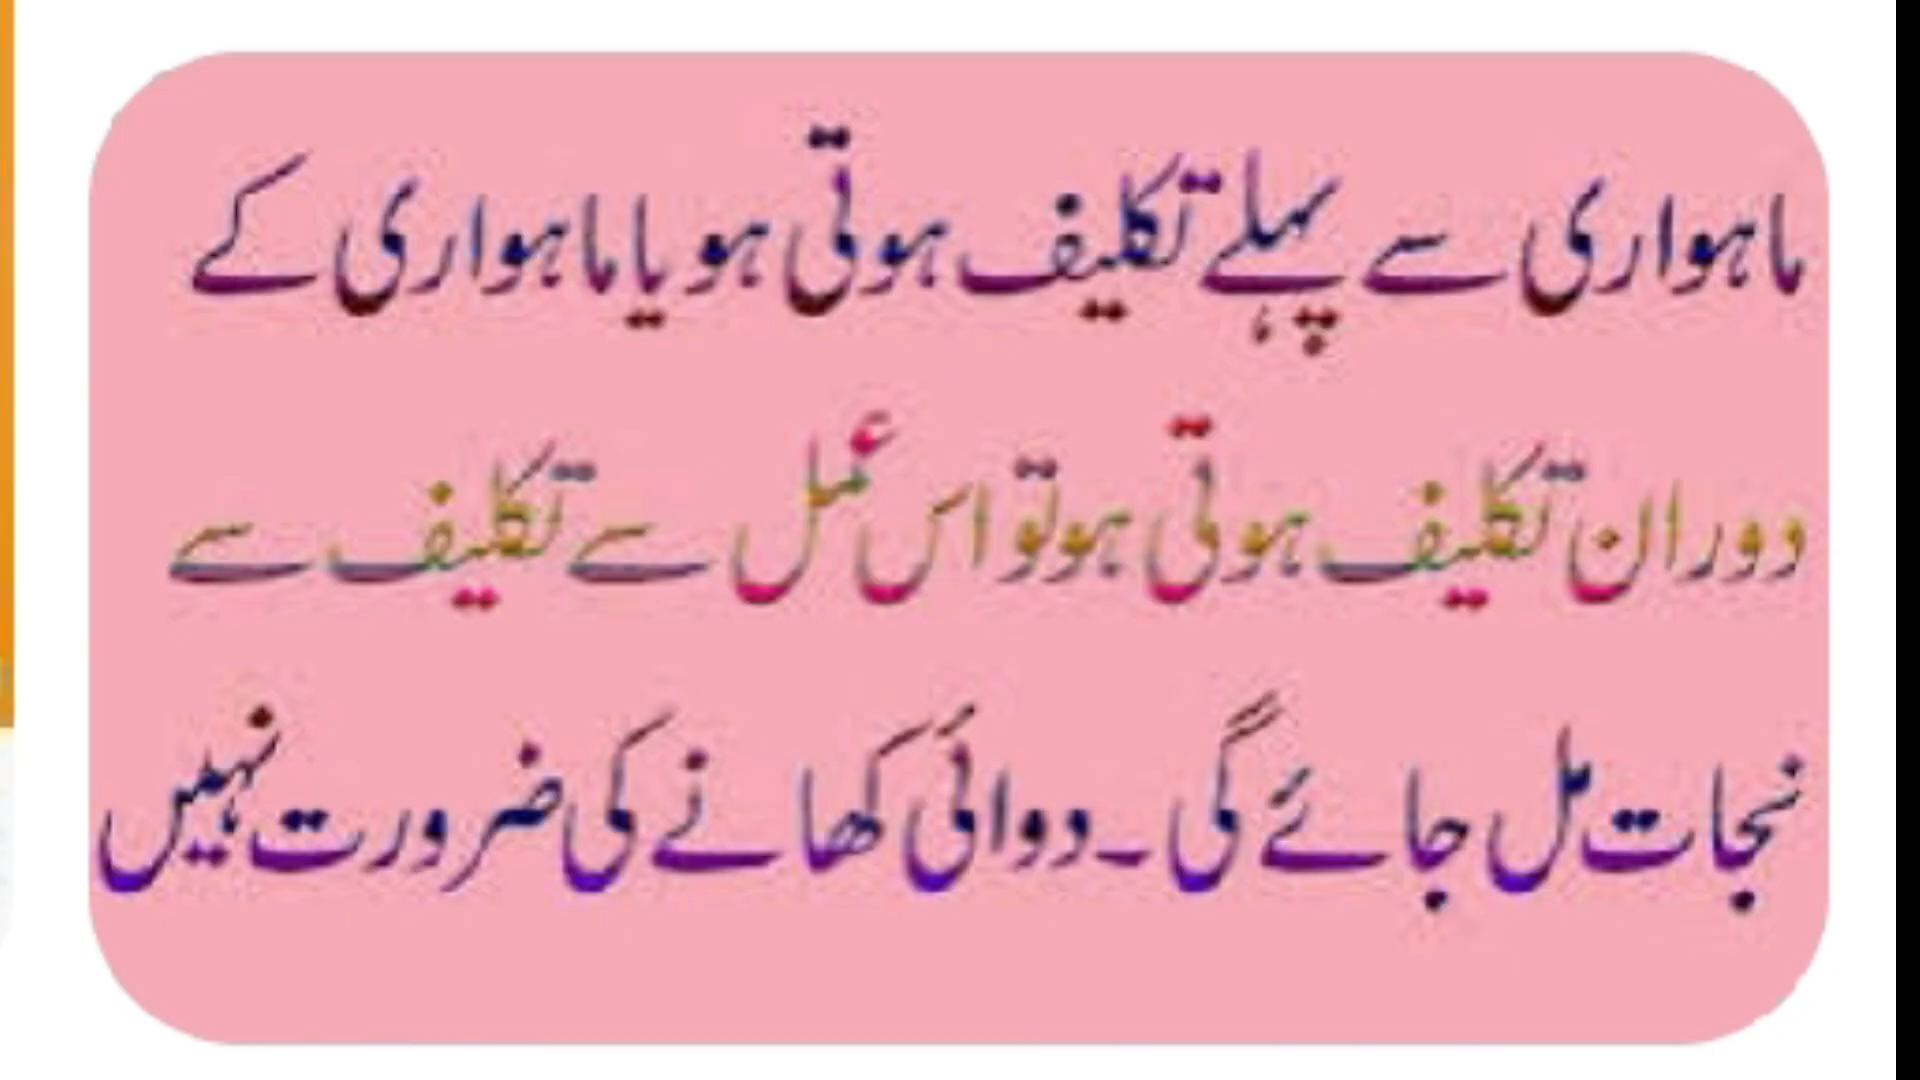 ماہواری سے پہلے تکلیف ہوتی ہو یا ماہواری کے
دوران تکلیف ہوتی ہو تو اس عمل سے تکلیف سے
نجات مل جائے گی۔ دوائی کھانے کی ضرورت نہیں